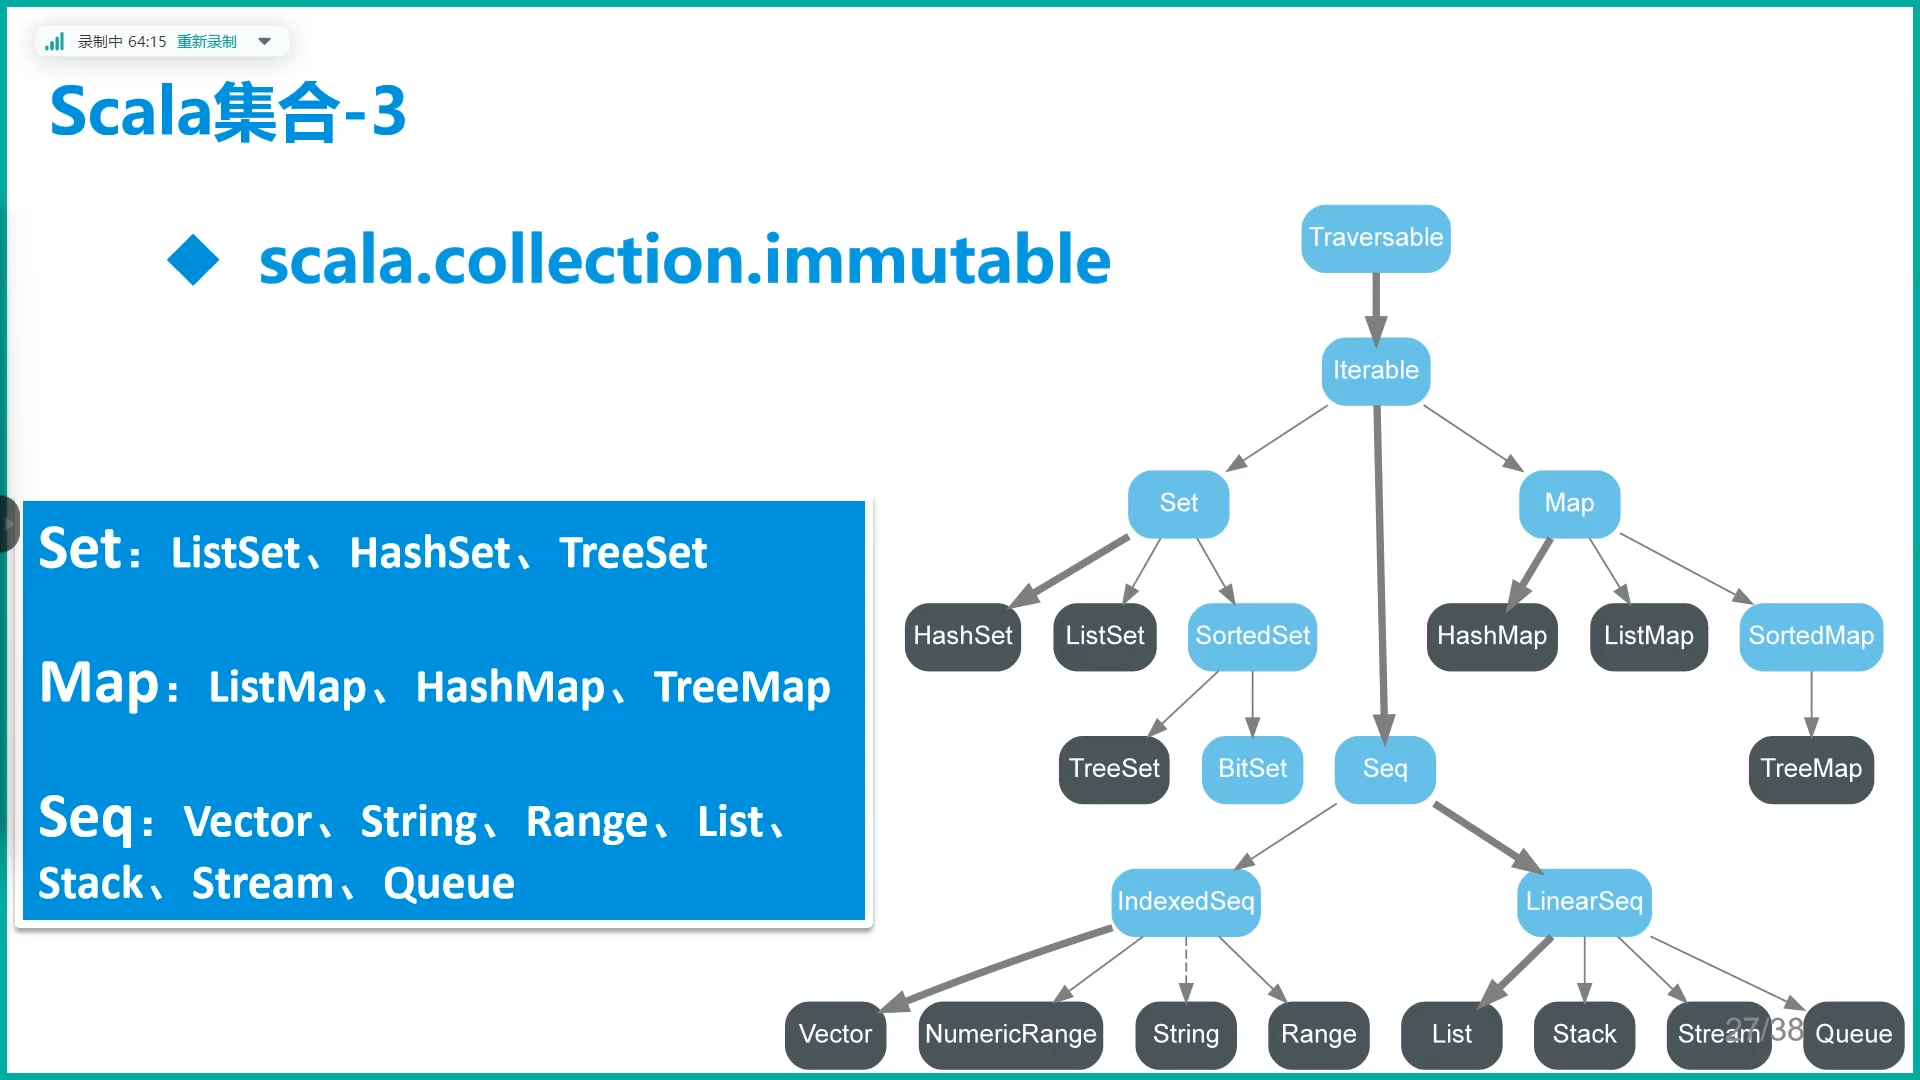 录制中 64:15 重新录制
Scala集合-3
scala.collection.immutable
Set：ListSet、HashSet、TreeSet
Map：ListMap、HashMap、TreeMap
Seq：Vector、String、Range、List、
Stack、Stream、Queue
Traversable
Iterable
Set Map
HashSet ListSet SortedSet HashMap ListMap SortedMap
TreeSet BitSet Seq TreeMap
IndexedSeq LinearSeq
Vector NumericRange String Range List Stack Stream Queue
27/38